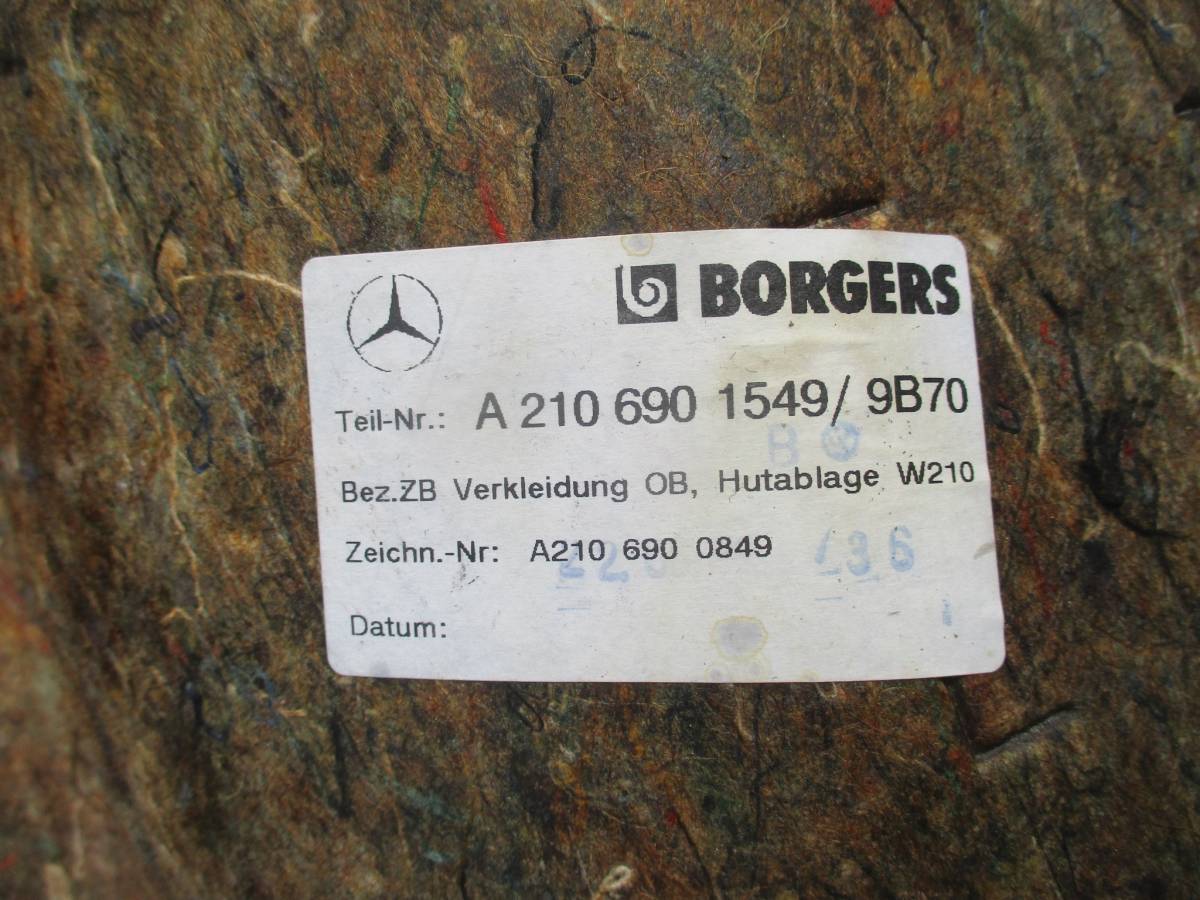 BORGERS
Teil-Nr.: A 210 690 1549/ 9B70
Bez.ZB Verkleidung OB, Hutablage W210
Zeichn.-Nr: A210 690 0849
436
Datum: